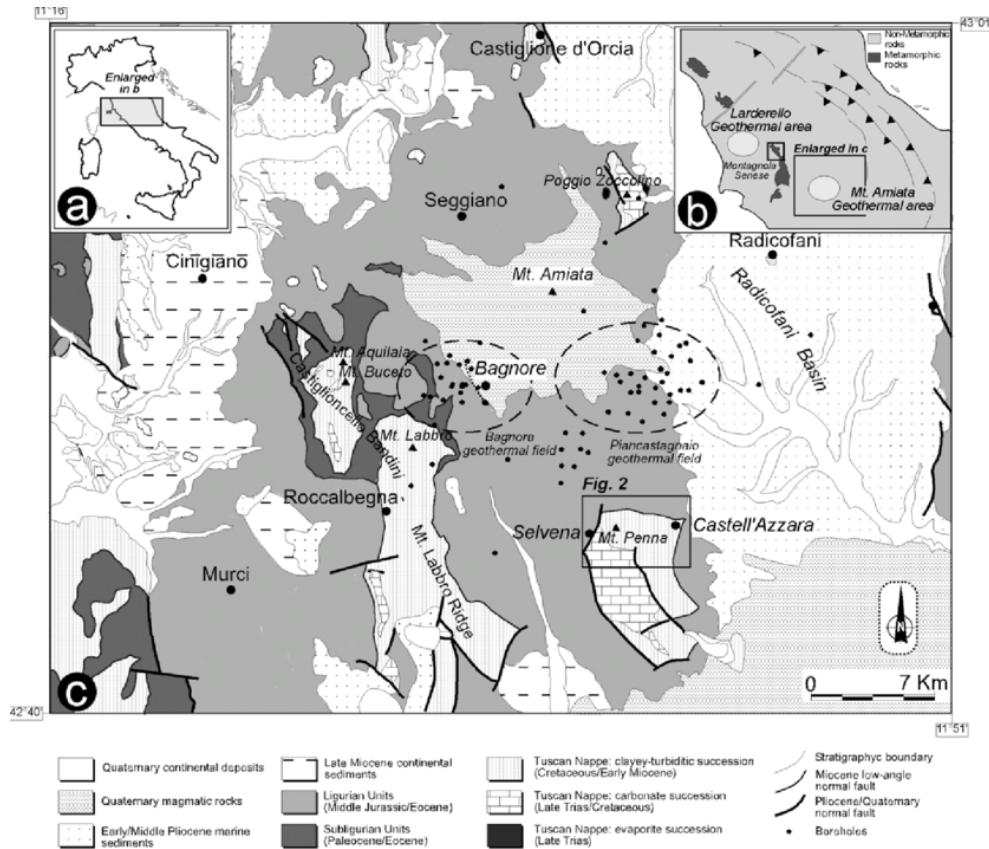 11°16'
43°01'
Castiglione d'Orcia
Enlarged
in b
a
Non-Metamorphic
rocks
Metamorphic
rocks
Larderello
Geothermal area
Enlarged in c
Montagnola
Senese
Mt. Amiata
Geothermal area
b
Poggio Zoccolino
Seggiano
Radicofani
Cinigiano
Mt. Amiata
Radicofani Basin
Mt. Aquilaia
Mt. Buceto
Castiglioncello Bandini
Bagnore
Mt. Labbro
Bagnore
geothermal field
Piancastagnaio
geothermal field
Fig. 2
Roccalbegna
Selvena
Castell'Azzara
Mt. Penna
Mt. Labbro Ridge
Murci
N
c
0 7 Km
42°40'
11°51'
Quaternary continental deposits
Quaternary magmatic rocks
Early/Middle Pliocene marine
sediments
Late Miocene continental
sediments
Ligurian Units
(Middle Jurassic/Eocene)
Subligurian Units
(Paleocene/Eocene)
Tuscan Nappe: clayey-turbiditic succession
(Cretaceous/Early Miocene)
Tuscan Nappe: carbonate succession
(Late Trias/Cretaceous)
Tuscan Nappe: evaporite succession
(Late Trias)
Stratigraphyc boundary
Miocene low-angle
normal fault
Pliocene/Quaternary
normal fault
Boreholes